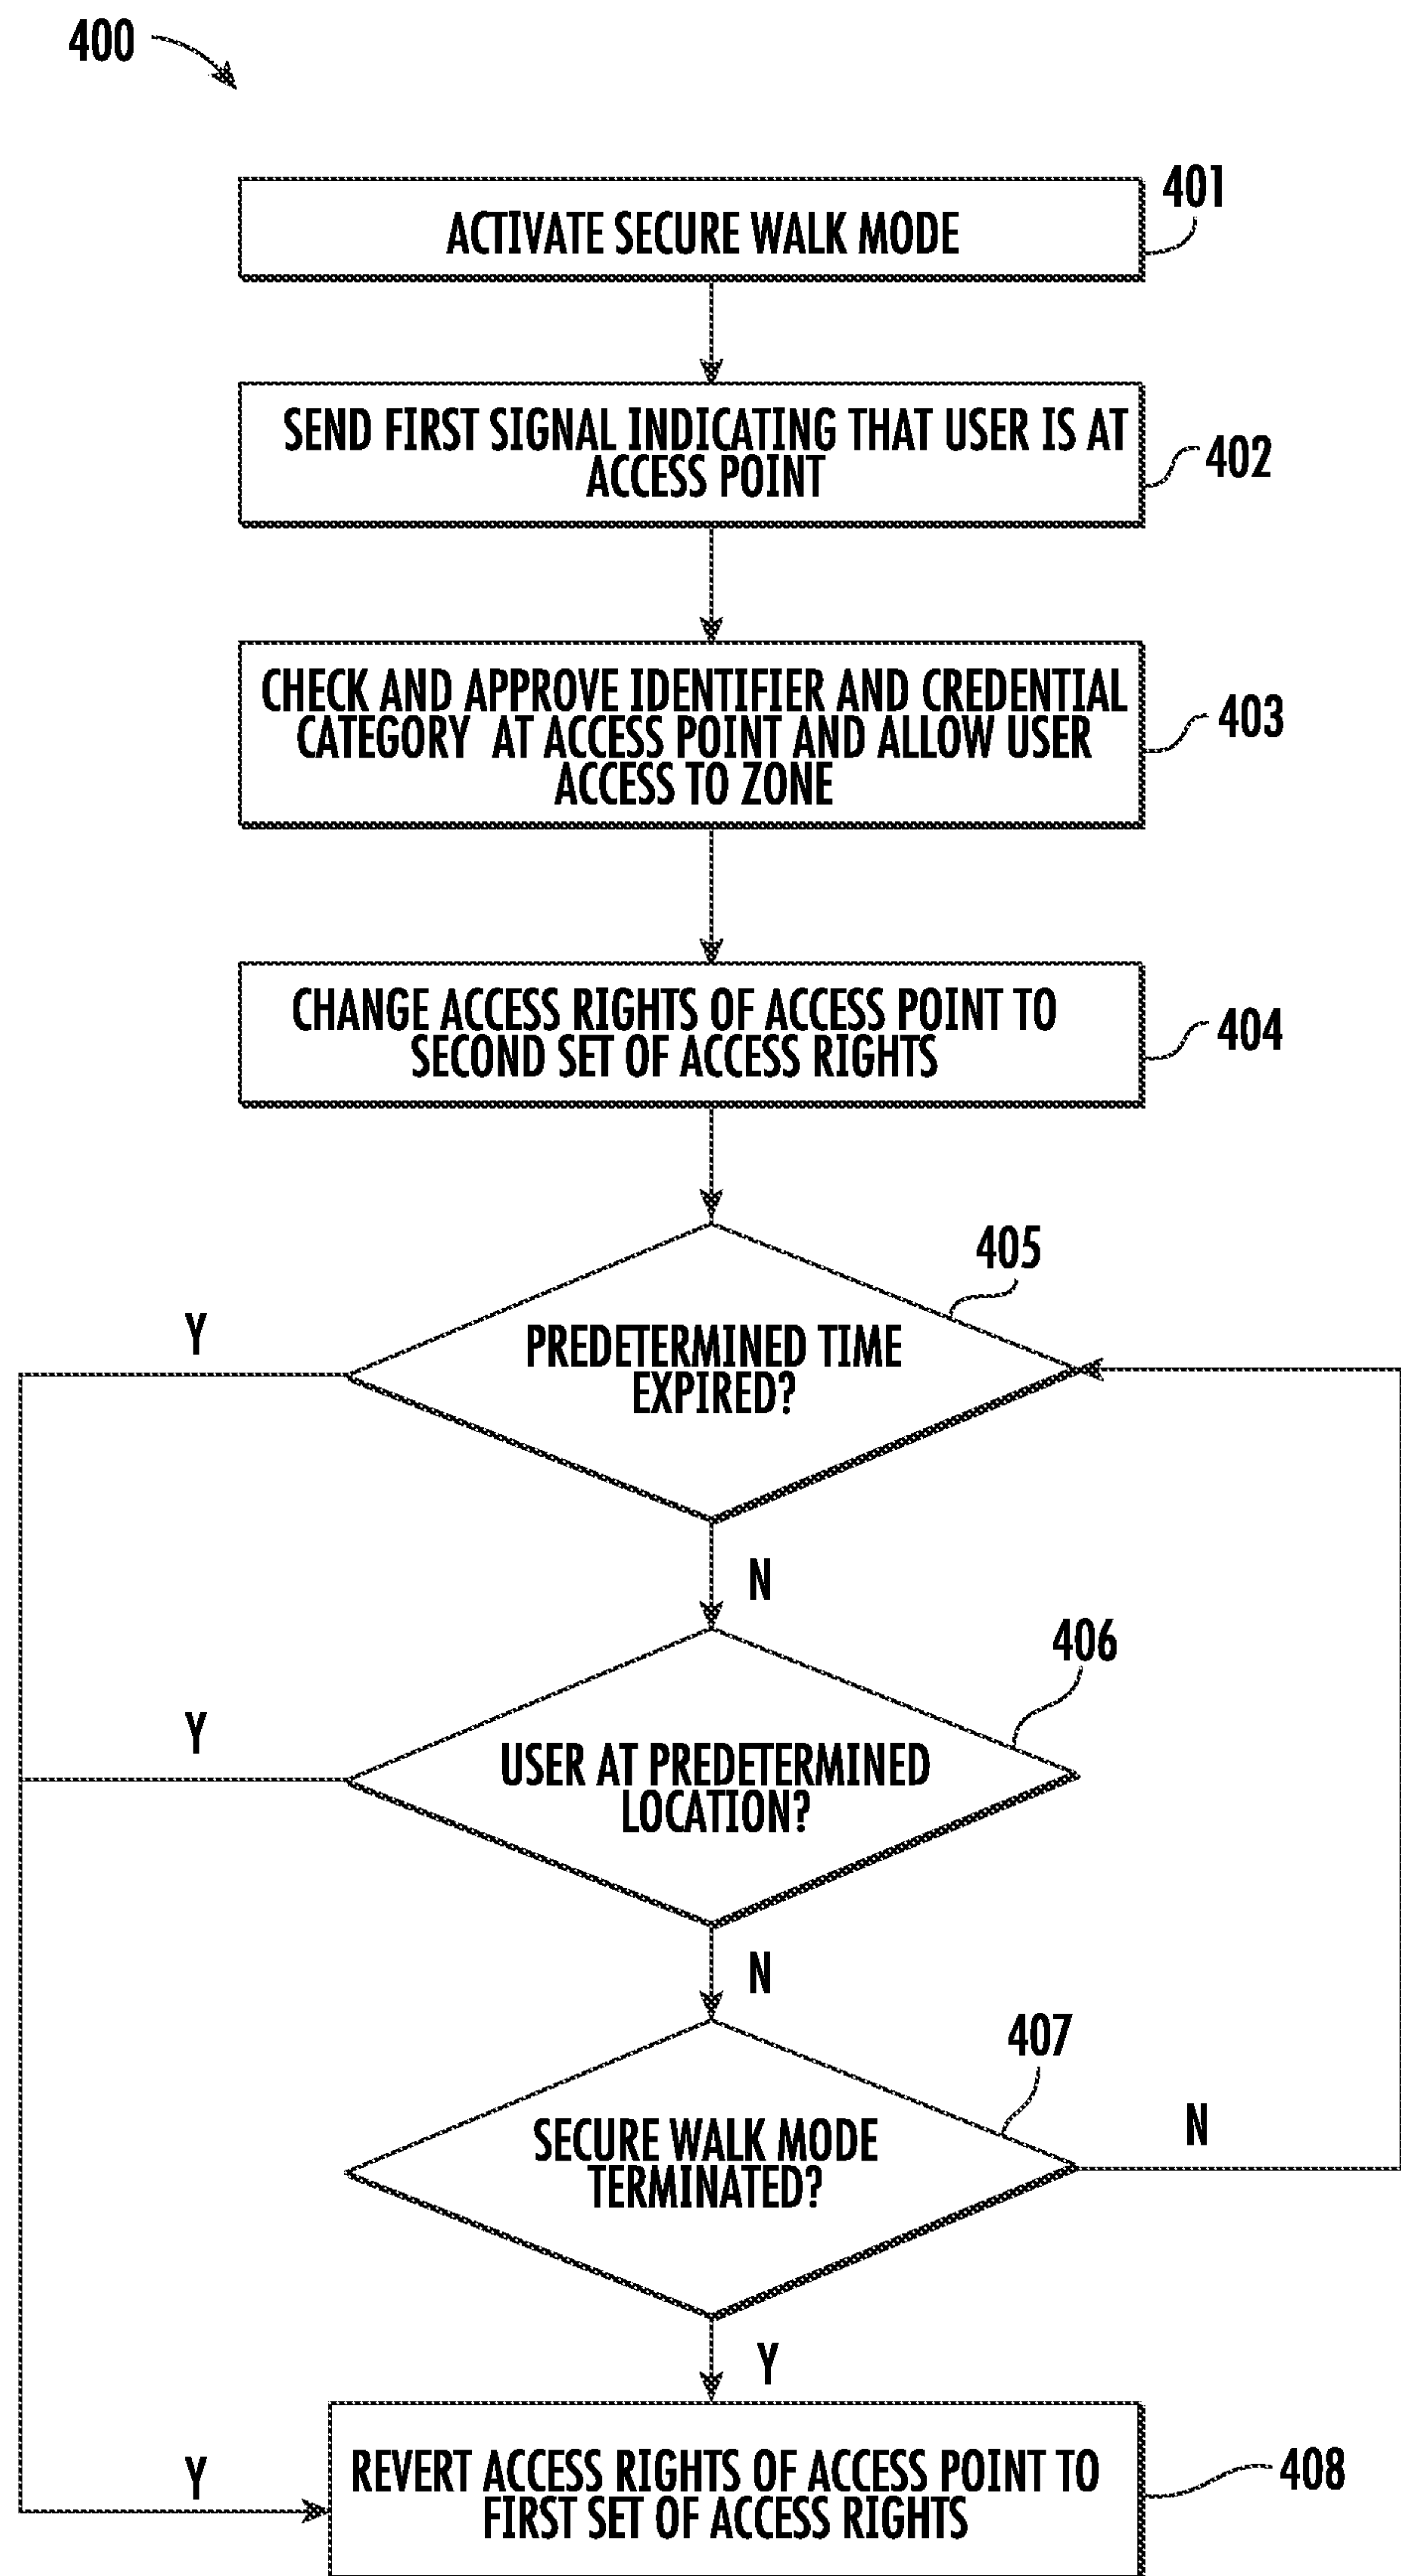 400
ACTIVATE SECURE WALK MODE
401
SEND FIRST SIGNAL INDICATING THAT USER IS AT
ACCESS POINT
402
CHECK AND APPROVE IDENTIFIER AND CREDENTIAL
CATEGORY AT ACCESS POINT AND ALLOW USER
ACCESS TO ZONE
403
CHANGE ACCESS RIGHTS OF ACCESS POINT TO
SECOND SET OF ACCESS RIGHTS
404
405
Y
PREDETERMINED TIME
EXPIRED?
N
406
Y
USER AT PREDETERMINED
LOCATION?
N
407
SECURE WALK MODE
TERMINATED?
N
Y
Y
REVERT ACCESS RIGHTS OF ACCESS POINT TO
FIRST SET OF ACCESS RIGHTS
408